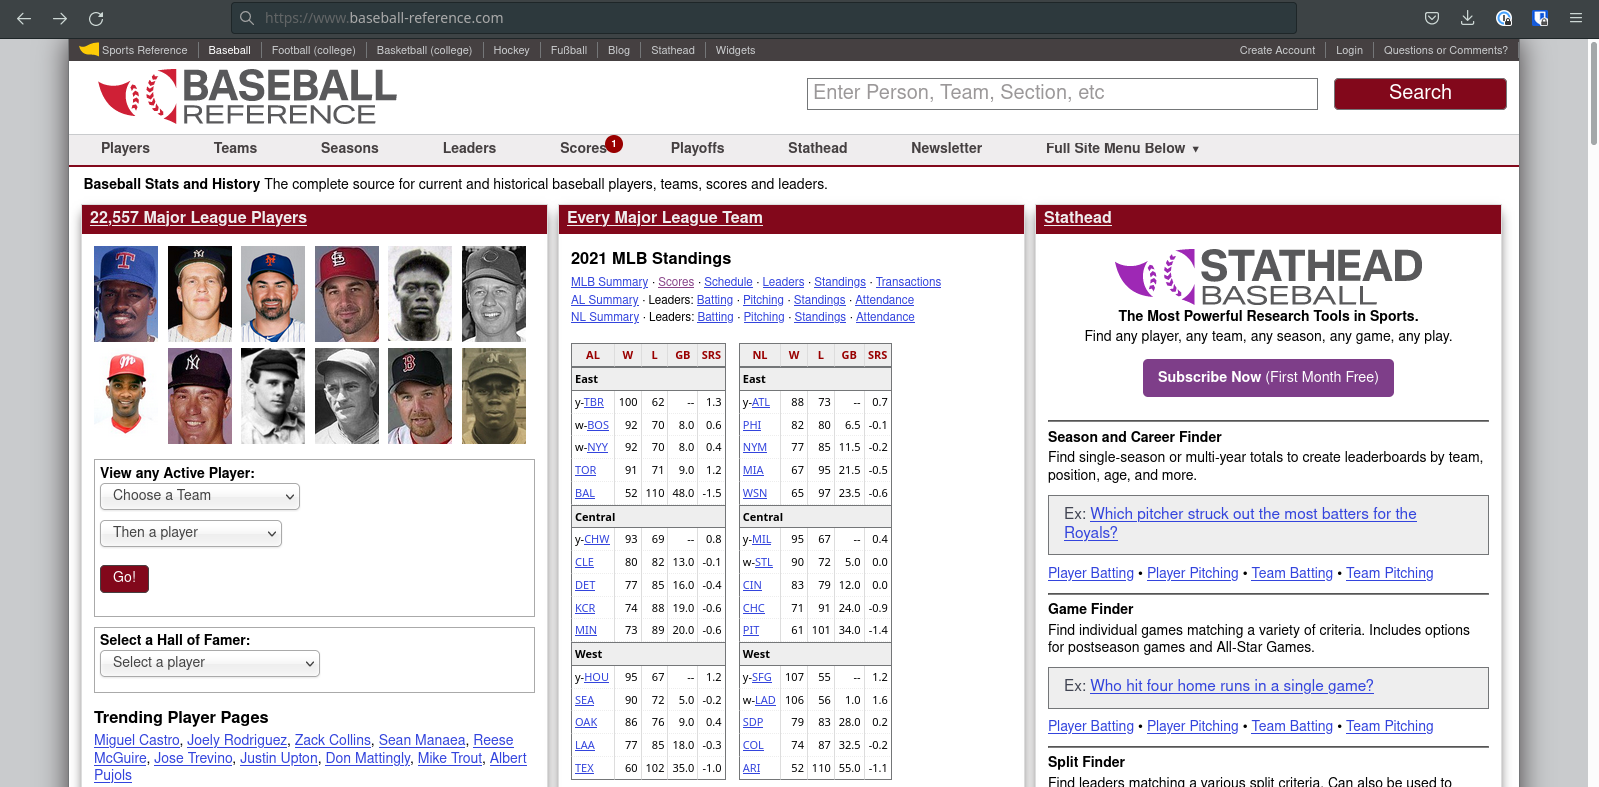 https://www.baseball-reference.com
Sports Reference Baseball Football (college) Basketball (college) Hockey Fußball Blog Stathead Widgets Create Account Login Questions or Comments?
BASEBALL
REFERENCE
Enter Person, Team, Section, etc Search
Players Teams Seasons Leaders Scores 1 Playoffs Stathead Newsletter Full Site Menu Below ▼
Baseball Stats and History The complete source for current and historical baseball players, teams, scores and leaders.
22,557 Major League Players
View any Active Player:
Choose a Team
Then a player
Go!
Select a Hall of Famer:
Select a player
Trending Player Pages
Miguel Castro, Joely Rodriguez, Zack Collins, Sean Manaea, Reese
McGuire, Jose Trevino, Justin Upton, Don Mattingly, Mike Trout, Albert
Pujols
Every Major League Team
2021 MLB Standings
MLB Summary · Scores · Schedule · Leaders · Standings · Transactions
AL Summary · Leaders: Batting · Pitching · Standings · Attendance
NL Summary · Leaders: Batting · Pitching · Standings · Attendance
AL W L GB SRS
East
y-TBR 100 62 -- 1.3
w-BOS 92 70 8.0 0.6
w-NYY 92 70 8.0 0.4
TOR 91 71 9.0 1.2
BAL 52 110 48.0 -1.5
Central
y-CHW 93 69 -- 0.8
CLE 80 82 13.0 -0.1
DET 77 85 16.0 -0.4
KCR 74 88 19.0 -0.6
MIN 73 89 20.0 -0.6
West
y-HOU 95 67 -- 1.2
SEA 90 72 5.0 -0.2
OAK 86 76 9.0 0.4
LAA 77 85 18.0 -0.3
TEX 60 102 35.0 -1.0
NL W L GB SRS
East
y-ATL 88 73 -- 0.7
PHI 82 80 6.5 -0.1
NYM 77 85 11.5 -0.2
MIA 67 95 21.5 -0.5
WSN 65 97 23.5 -0.6
Central
y-MIL 95 67 -- 0.4
w-STL 90 72 5.0 0.0
CIN 83 79 12.0 0.0
CHC 71 91 24.0 -0.9
PIT 61 101 34.0 -1.4
West
y-SFG 107 55 -- 1.2
w-LAD 106 56 1.0 1.6
SDP 79 83 28.0 0.2
COL 74 87 32.5 -0.2
ARI 52 110 55.0 -1.1
Stathead
STATHEAD
BASEBALL
The Most Powerful Research Tools in Sports.
Find any player, any team, any season, any game, any play.
Subscribe Now (First Month Free)
Season and Career Finder
Find single-season or multi-year totals to create leaderboards by team,
position, age, and more.
Ex: Which pitcher struck out the most batters for the
Royals?
Player Batting • Player Pitching • Team Batting • Team Pitching
Game Finder
Find individual games matching a variety of criteria. Includes options
for postseason games and All-Star Games.
Ex: Who hit four home runs in a single game?
Player Batting • Player Pitching • Team Batting • Team Pitching
Split Finder
Find leaders matching a various split criteria. Can also be used to